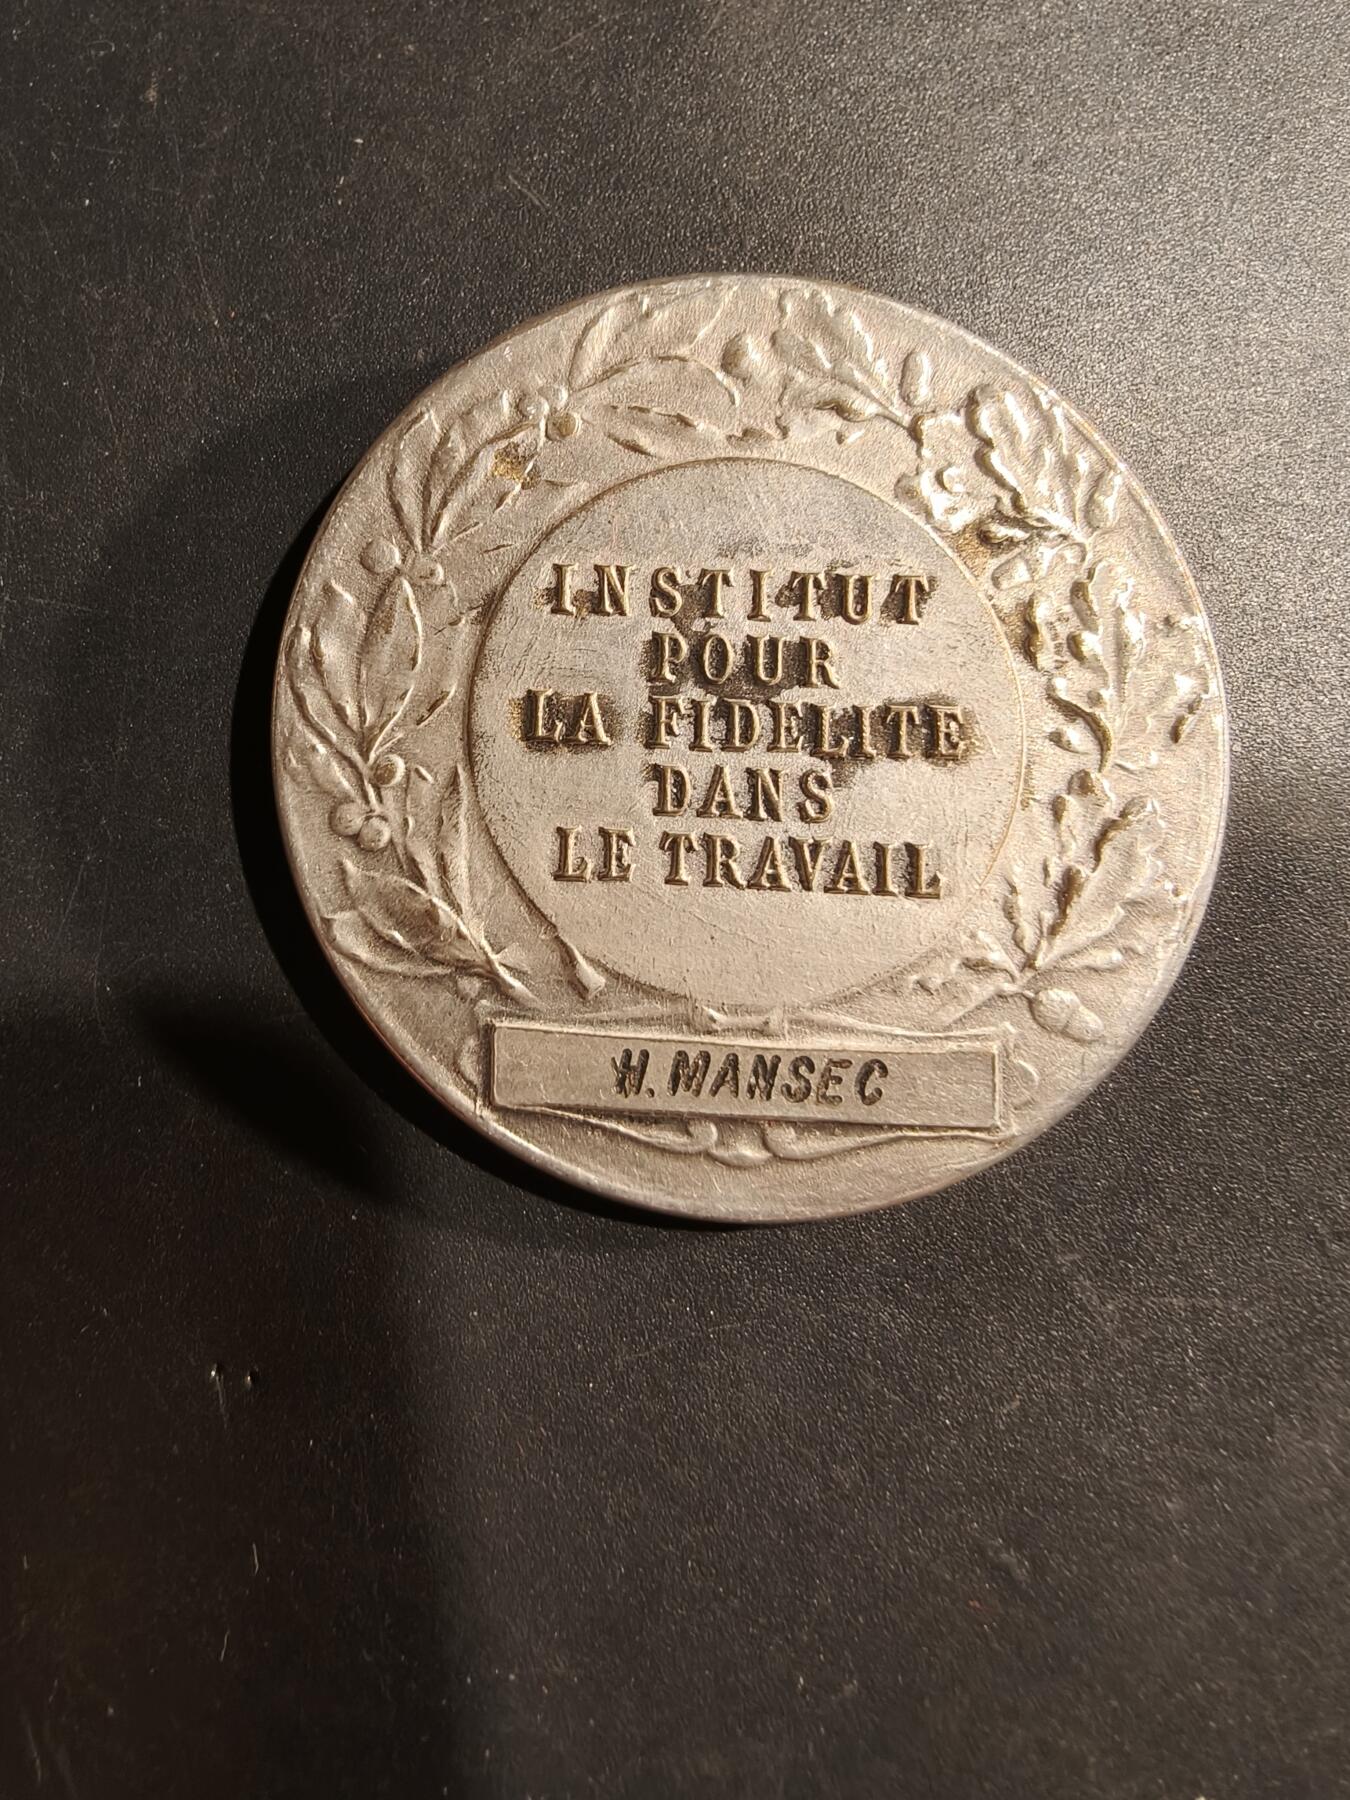 INSTITUT
POUR
LA FIDELITE
DANS
LE TRAVAIL
H. MANSEC